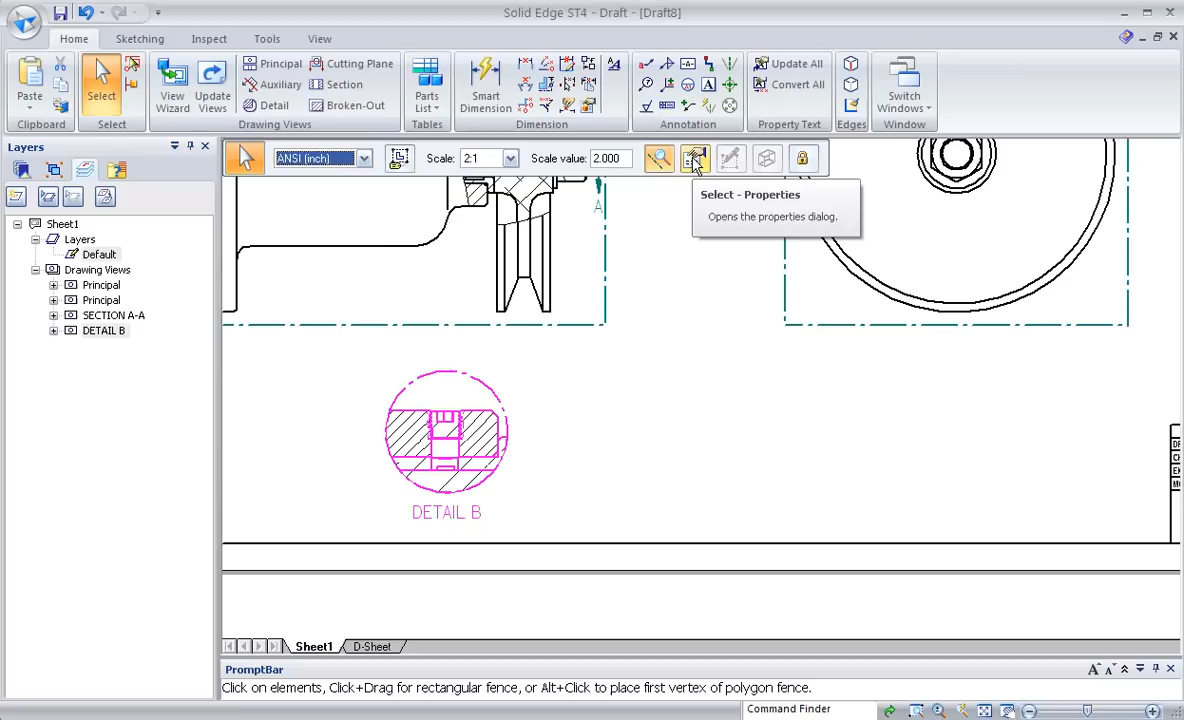 Solid Edge ST4 - Draft - [Draft8]
Home
Sketching
Inspect
Finding
Tools
View
Paste
Clipboard
Select
Select
View
Wizard
Update
Views
Principal
Auxiliary
Detail
Cutting Plane
Section
Broken-Out
Drawing Views
Parts
List
Tables
Smart
Dimension
Dimension
Annotation
Update All
Convert All
Property Text
Edges
Switch
Windows
Window
Layers
ANSI (inch)
Scale:
2:1
Scale value:
2.000
Select - Properties
Opens the properties dialog.
Sheet1
Layers
Default
Drawing Views
Principal
Principal
SECTION A-A
DETAIL B
A
DETAIL B
Sheet1
D-Sheet
PromptBar
Click on elements, Click+Drag for rectangular fence, or Alt+Click to place first vertex of polygon fence.
Command Finder